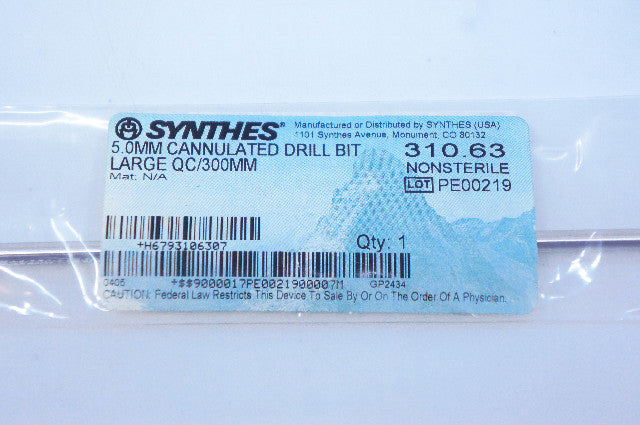 SYNTHES® Manufactured or Distributed by SYNTHES (USA)
1101 Synthes Avenue, Monument, CO 80132
5.0MM CANNULATED DRILL BIT 310.63
LARGE QC/300MM NONSTERILE
Mat: N/A LOT PE00219
+H6793106307 Qty: 1
0405 +$$9000017PE0021900007M GP2434
CAUTION: Federal Law Restricts This Device To Sale By Or On The Order Of A Physician.